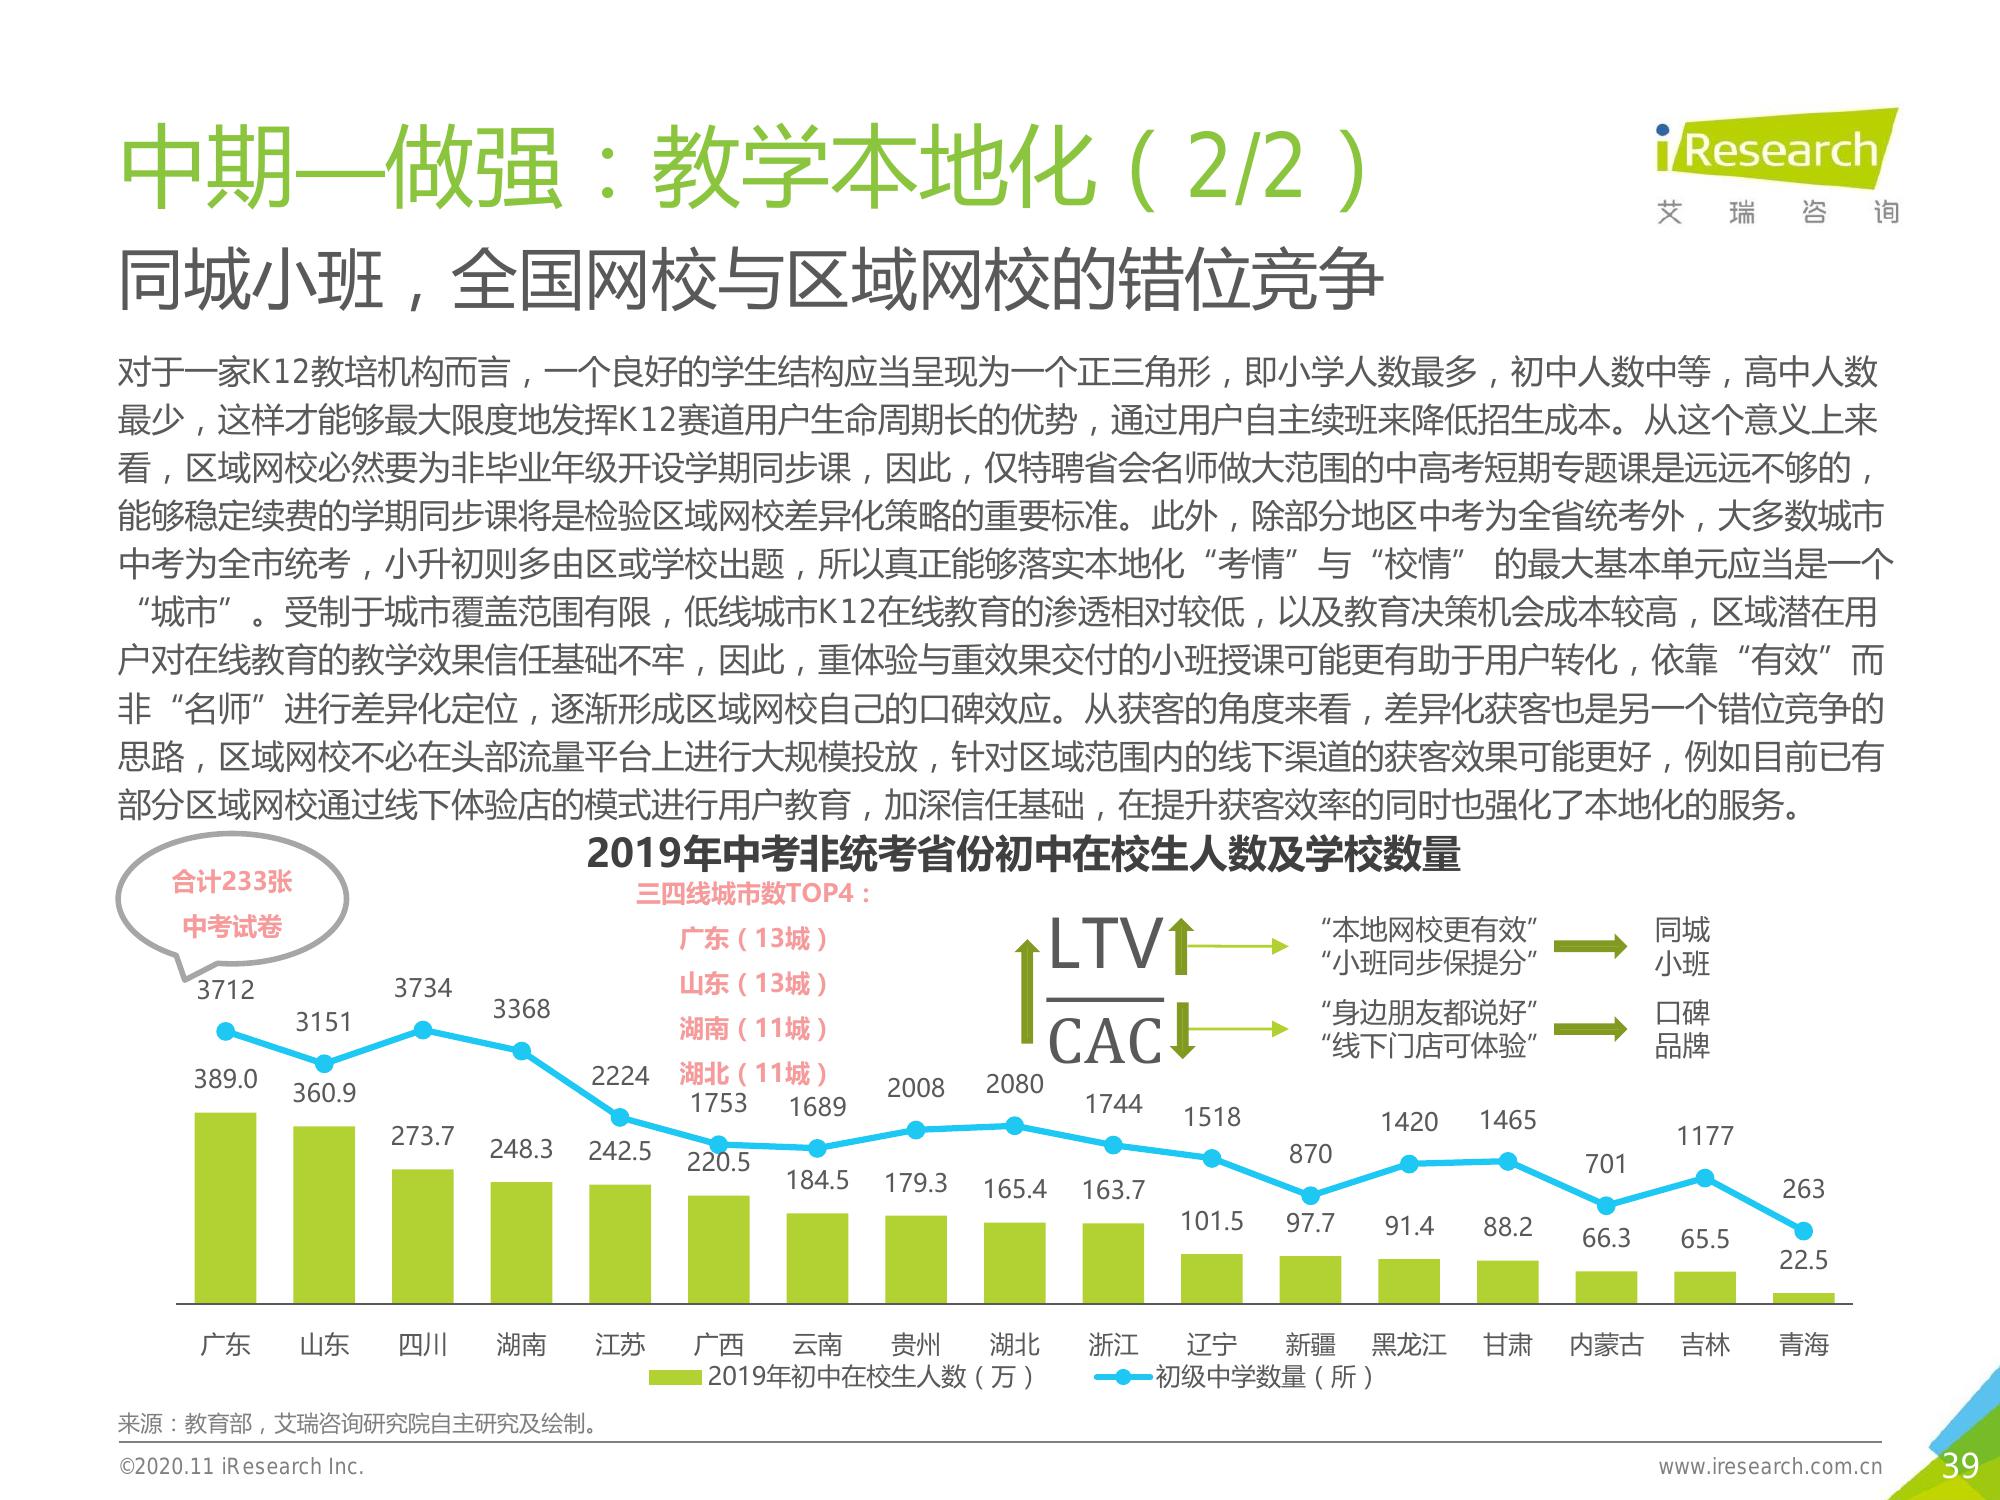 中期—做强：教学本地化（2/2）
iResearch
艾瑞咨询
同城小班，全国网校与区域网校的错位竞争
对于一家K12教培机构而言，一个良好的学生结构应当呈现为一个正三角形，即小学人数最多，初中人数中等，高中人数
最少，这样才能够最大限度地发挥K12赛道用户生命周期长的优势，通过用户自主续班来降低招生成本。从这个意义上来
看，区域网校必然要为非毕业年级开设学期同步课，因此，仅特聘省会名师做大范围的中高考短期专题课是远远不够的，
能够稳定续费的学期同步课将是检验区域网校差异化策略的重要标准。此外，除部分地区中考为全省统考外，大多数城市
中考为全市统考，小升初则多由区或学校出题，所以真正能够落实本地化“考情”与“校情” 的最大基本单元应当是一个
“城市”。受制于城市覆盖范围有限，低线城市K12在线教育的渗透相对较低，以及教育决策机会成本较高，区域潜在用
户对在线教育的教学效果信任基础不牢，因此，重体验与重效果交付的小班授课可能更有助于用户转化，依靠“有效”而
非“名师”进行差异化定位，逐渐形成区域网校自己的口碑效应。从获客的角度来看，差异化获客也是另一个错位竞争的
思路，区域网校不必在头部流量平台上进行大规模投放，针对区域范围内的线下渠道的获客效果可能更好，例如目前已有
部分区域网校通过线下体验店的模式进行用户教育，加深信任基础，在提升获客效率的同时也强化了本地化的服务。
2019年中考非统考省份初中在校生人数及学校数量
合计233张
中考试卷
三四线城市数TOP4：
广东（13城）
山东（13城）
湖南（11城）
湖北（11城）
LTV
CAC
“本地网校更有效”
“小班同步保提分”
同城
小班
“身边朋友都说好”
“线下门店可体验”
口碑
品牌
3712 3151 3734 3368 2224 1753 1689 2008 2080 1744 1518 870 1420 1465 701 1177 263
389.0 360.9 273.7 248.3 242.5 220.5 184.5 179.3 165.4 163.7 101.5 97.7 91.4 88.2 66.3 65.5 22.5
广东 山东 四川 湖南 江苏 广西 云南 贵州 湖北 浙江 辽宁 新疆 黑龙江 甘肃 内蒙古 吉林 青海
2019年初中在校生人数（万） 初级中学数量（所）
来源：教育部，艾瑞咨询研究院自主研究及绘制。
©2020.11 iResearch Inc.
www.iresearch.com.cn
39